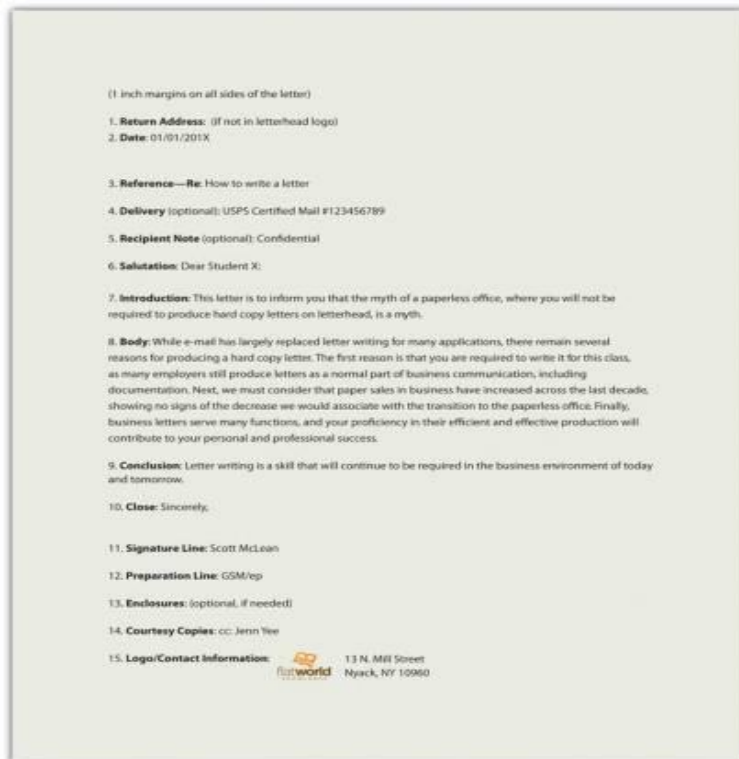 (1 inch margins on all sides of the letter)
1. Return Address: (if not in letterhead logo)
2. Date: 01/01/201X
3. Reference—Re: How to write a letter
4. Delivery (optional): USPS Certified Mail #123456789
5. Recipient Note (optional): Confidential
6. Salutation: Dear Student X:
7. Introduction: This letter is to inform you that the myth of a paperless office, where you will not be
required to produce hard copy letters on letterhead, is a myth.
8. Body: While e-mail has largely replaced letter writing for many applications, there remain several
reasons for producing a hard copy letter. The first reason is that you are required to write it for this class,
as many employers still produce letters as a normal part of business communication, including
documentation. Next, we must consider that paper sales in business have increased across the last decade,
showing no signs of the decrease we would associate with the transition to the paperless office. Finally,
business letters serve many functions, and your proficiency in their efficient and effective production will
contribute to your personal and professional success.
9. Conclusion: Letter writing is a skill that will continue to be required in the business environment of today
and tomorrow.
10. Close: Sincerely,
11. Signature Line: Scott McLean
12. Preparation Line: GSM/ep
13. Enclosures: (optional, if needed)
14. Courtesy Copies: cc: Jenn Yee
15. Logo/Contact Information: flatworld 13 N. Mill Street
Nyack, NY 10960